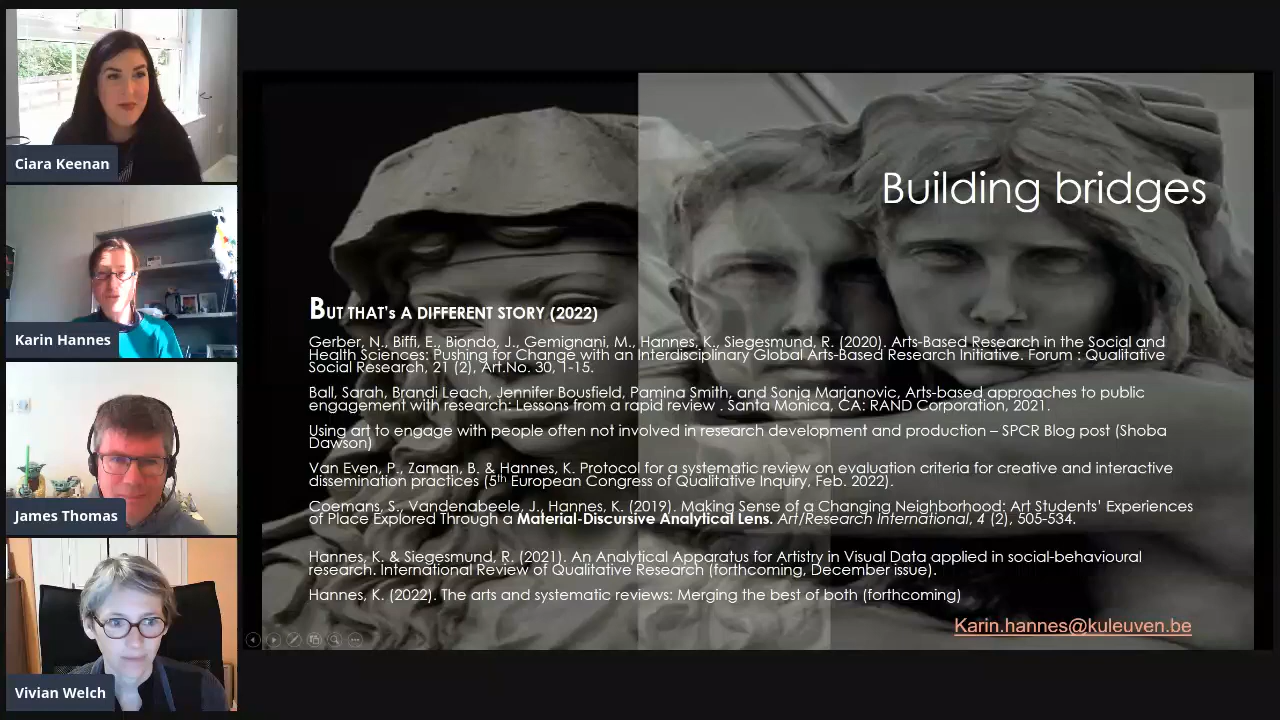 Ciara Keenan
Karin Hannes
James Thomas
Vivian Welch
Building bridges
BUT THAT's A DIFFERENT STORY (2022)
Gerber, N., Biffi, E., Biondo, J., Gemignani, M., Hannes, K., Siegesmund, R. (2020). Arts-Based Research in the Social and
Health Sciences: Pushing for Change with an Interdisciplinary Global Arts-Based Research Initiative. Forum : Qualitative
Social Research, 21 (2), Art.No. 30, 1-15.
Ball, Sarah, Brandi Leach, Jennifer Bousfield, Pamina Smith, and Sonja Marjanovic, Arts-based approaches to public
engagement with research: Lessons from a rapid review . Santa Monica, CA: RAND Corporation, 2021.
Using art to engage with people often not involved in research development and production – SPCR Blog post (Shoba
Dawson)
Van Even, P., Zaman, B. & Hannes, K. Protocol for a systematic review on evaluation criteria for creative and interactive
dissemination practices (5th European Congress of Qualitative Inquiry, Feb. 2022).
Coemans, S., Vandenabeele, J., Hannes, K. (2019). Making Sense of a Changing Neighborhood: Art Students' Experiences
of Place Explored Through a Material-Discursive Analytical Lens. Art/Research International, 4 (2), 505-534.
Hannes, K. & Siegesmund, R. (2021). An Analytical Apparatus for Artistry in Visual Data applied in social-behavioural
research. International Review of Qualitative Research (forthcoming, December issue).
Hannes, K. (2022). The arts and systematic reviews: Merging the best of both (forthcoming)
Karin.hannes@kuleuven.be